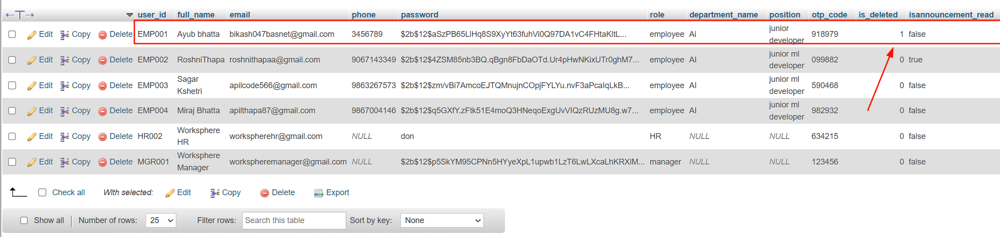 user_id full_name email phone password role department_name position otp_code is_deleted isannouncement_read
Edit Copy Delete EMP001 Ayub bhatta bikash047basnet@gmail.com 3456789 $2b$12$aSzPB65LlHq8S9XyYt63fuhVi0Q97DA1vC4FHtaKltL... employee Ai junior developer 918979 1 false
Edit Copy Delete EMP002 RoshniThapa roshnithapaa@gmail.com 9067143349 $2b$12$4ZSM85nb3BQ.qBgn8FbDaOTd.Ur4pHwNKixUTr0ghM7... employee AI junior ml developer 099882 0 true
Edit Copy Delete EMP003 Sagar Kshetri apilcode566@gmail.com 9863267573 $2b$12$zm/vBi7AmcoEJTQMnujnCOpjFYLYu.nvF3aPcaIqLkB... employee AI junior ml developer 590468 0 false
Edit Copy Delete EMP004 Miraj Bhatta apilthapa87@gmail.com 9867004146 $2b$12$q5GXfY.zFtk51E4moQ3HNeqoExgUvVIQzRUzMU8g.w7... employee AI junior ml developer 982932 0 false
Edit Copy Delete HR002 Worksphere HR workspherehr@gmail.com NULL don HR NULL NULL 634215 0 false
Edit Copy Delete MGR001 Worksphere Manager workspheremanager@gmail.com NULL $2b$12$p5SkYM95CPNn5HYyeXpL1upwb1LzT6LwLXcaLhKRXlM... manager NULL NULL 123456 0 false
Check all With selected: Edit Copy Delete Export
Show all Number of rows: 25 Filter rows: Search this table Sort by key: None